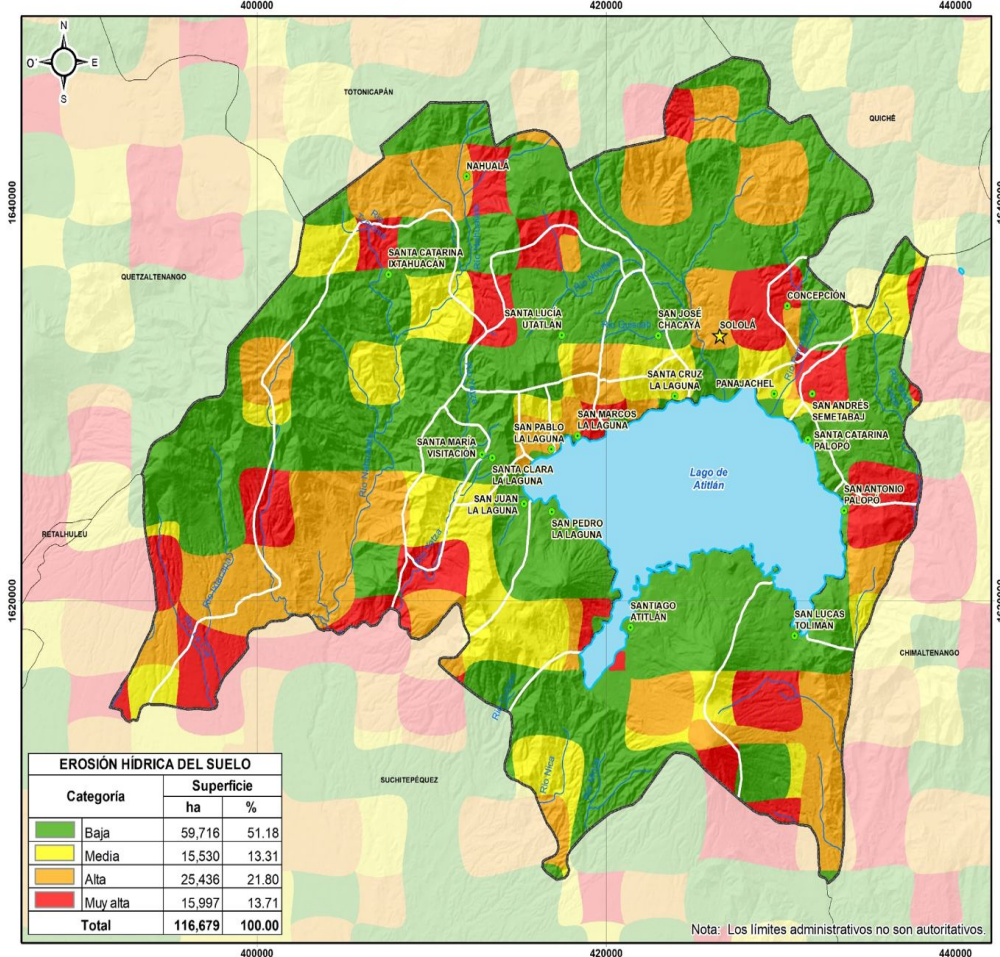 400000
420000
440000
N
O'
E
S
TOTONICAPÁN
QUICHÉ
NAHUALÁ
1640000
SANTA CATARINA
IXTAHUACÁN
QUETZALTENANGO
CONCEPCIÓN
SANTA LUCÍA
UTATLÁN
SAN JOSÉ
CHACAYÁ
SOLOLÁ
SANTA CRUZ
LA LAGUNA
PANAJACHEL
SAN ANDRÉS
SEMETABAJ
SAN MARCOS
LA LAGUNA
SAN PABLO
LA LAGUNA
SANTA MARÍA
VISITACIÓN
SANTA CATARINA
PALOPÓ
SANTA CLARA
LA LAGUNA
Lago de
Atitlán
SAN ANTONIO
PALOPÓ
SAN JUAN
LA LAGUNA
SAN PEDRO
LA LAGUNA
RETALHULEU
1620000
SANTIAGO
ATITLÁN
SAN LUCAS
TOLIMÁN
CHIMALTENANGO
Río Nica
SUCHITEPÉQUEZ
EROSIÓN HÍDRICA DEL SUELO
Categoría
Superficie
ha
%
Baja 59,716 51.18
Media 15,530 13.31
Alta 25,436 21.80
Muy alta 15,997 13.71
Total 116,679 100.00
Nota: Los límites administrativos no son autoritativos.
400000
420000
440000